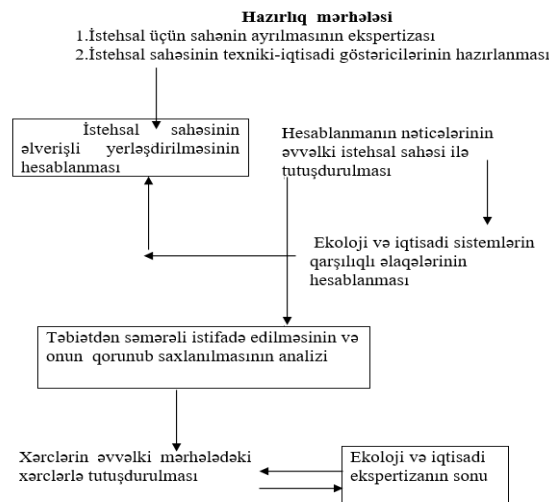 Hazırlıq mərhələsi
1.İstehsal üçün sahənin ayrılmasının ekspertizası
2.İstehsal sahəsinin texniki-iqtisadi göstəricilərinin hazırlanması
İstehsal sahəsinin
əlverişli yerləşdirilməsinin
hesablanması
Hesablanmanın nəticələrinin
əvvəlki istehsal sahəsi ilə
tutuşdurulması
Ekoloji və iqtisadi sistemlərin
qarşılıqlı əlaqələrinin
hesablanması
Təbiətdən səmərəli istifadə edilməsinin və
onun qorunub saxlanılmasının analizi
Xərclərin əvvəlki mərhələdəki
xərclərlə tutuşdurulması
Ekoloji və iqtisadi
ekspertizanın sonu